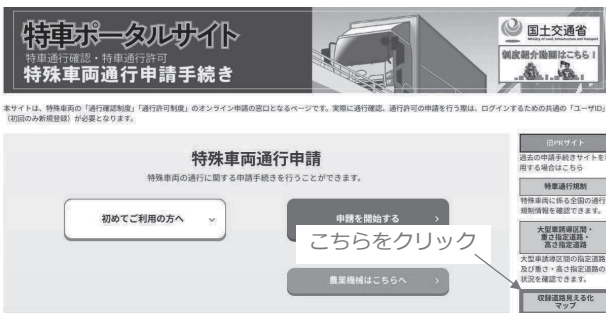 特車ポータルサイト
特車通行確認・特車通行許可
特殊車両通行申請手続き
国土交通省
Ministry of Land, Infrastructure and Transport
制度紹介動画はこちら!
本サイトは、特殊車両の「通行確認制度」「通行許可制度」のオンライン申請の窓口となるページです。実際に通行確認、通行許可の申請を行う際は、ログインするための共通の「ユーザID」
(初回のみ新規登録)が必要となります。
特殊車両通行申請
特殊車両の通行に関する申請手続きを行うことができます。
初めてご利用の方へ
申請を開始する
こちらをクリック
農業機械はこちらへ
旧PRサイト
過去の申請手続きサイトを
用する場合はこちら
特車通行規制
特殊車両に係る全国の通行
規制情報を確認できます。
大型車誘導区間・
重さ指定道路・
高さ指定道路
大型車誘導区間の指定道路
及び重さ・高さ指定道路の
状況を確認できます。
収録道路見える化
マップ